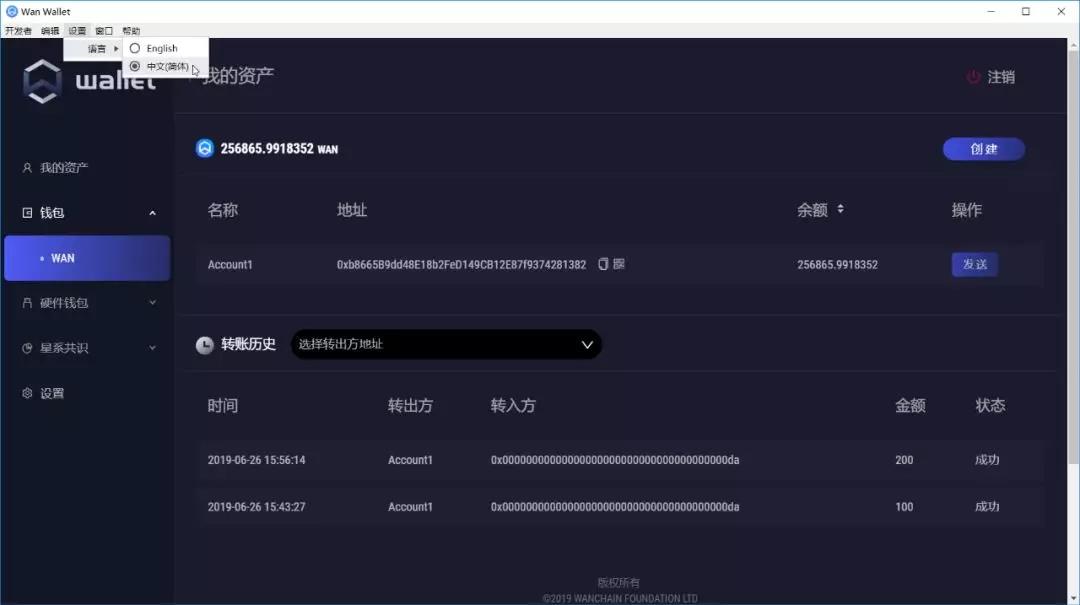 Wan Wallet
开发者 编辑 设置 窗口 帮助
语言 English
中文(简体)
wallet
我的资产
注销
256865.9918352 WAN
创建
我的资产
钱包
WAN
硬件钱包
星系共识
设置
名称 地址 余额 操作
Account1 0xb8665B9dd48E18b2FeD149CB12E87f9374281382 256865.9918352 发送
转账历史 选择转出方地址
时间 转出方 转入方 金额 状态
2019-06-26 15:56:14 Account1 0x00000000000000000000000000000000000000da 200 成功
2019-06-26 15:43:27 Account1 0x00000000000000000000000000000000000000da 100 成功
版权所有
©2019 WANCHAIN FOUNDATION LTD